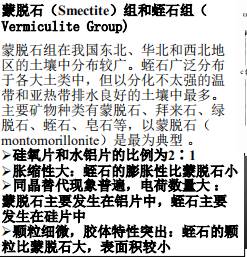 蒙脱石（Smectite）组和蛭石组（
Vermiculite Group)
蒙脱石组在我国东北、华北和西北地
区的土壤中分布较广。蛭石广泛分布
于各大土类中，但以分化不太强的温
带和亚热带排水良好的土壤中最多。
主要矿物种类有蒙脱石、拜来石、绿
脱石、蛭石、皂石等，以蒙脱石（
montomorillonite）是最为典型 。
➢硅氧片和水铝片的比例为2：1
➢胀缩性大：蛭石的膨胀性比蒙脱石小
➢同晶替代现象普遍，电荷数量大：
蒙脱石主要发生在铝片中，蛭石主要
发生在硅片中
➢颗粒细微，胶体特性突出：蛭石的颗
粒比蒙脱石大，表面积较小